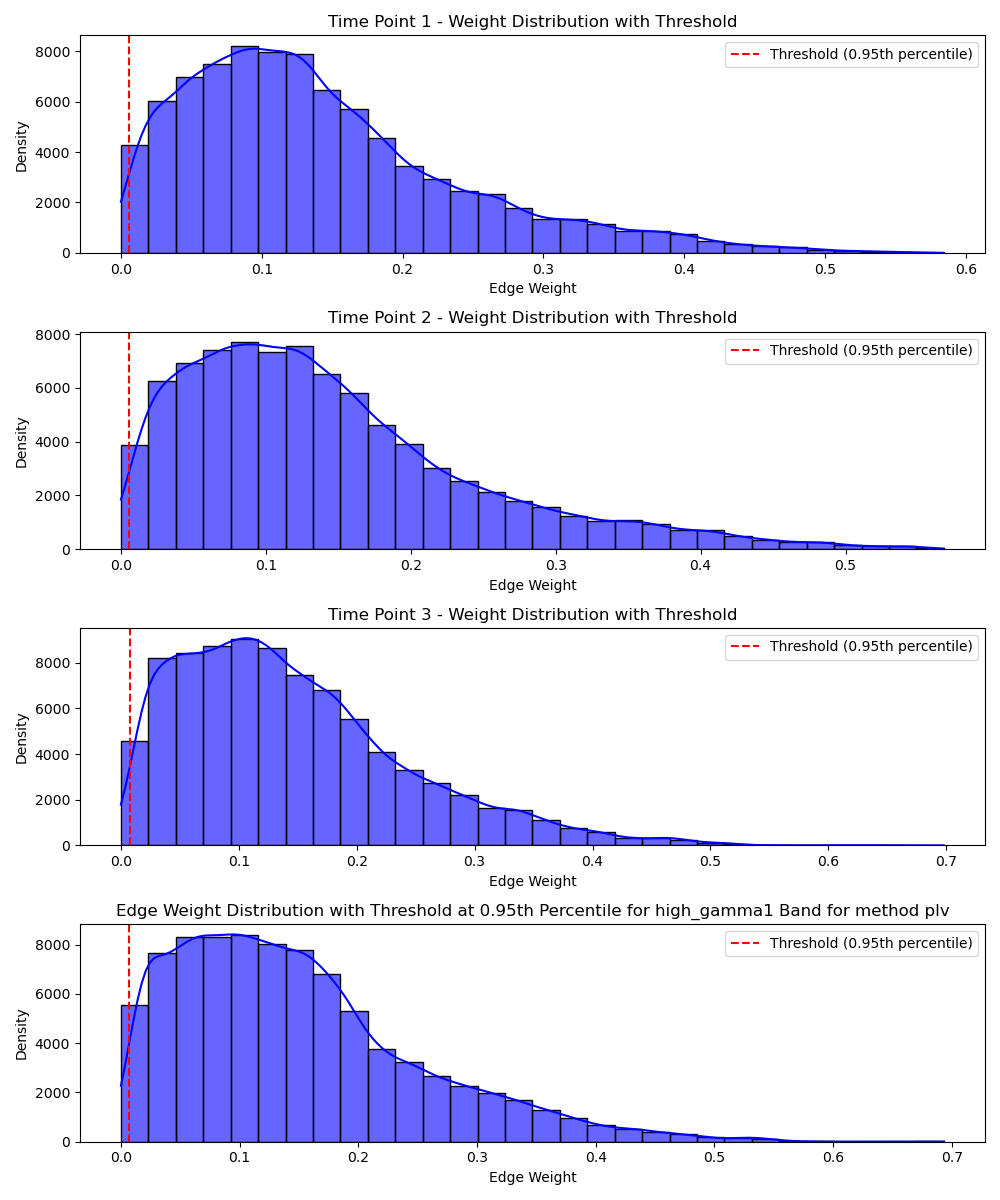 Time Point 1 - Weight Distribution with Threshold
Threshold (0.95th percentile)
Density
8000
6000
4000
2000
0
0.0 0.1 0.2 0.3 0.4 0.5 0.6
Edge Weight
Time Point 2 - Weight Distribution with Threshold
Threshold (0.95th percentile)
Density
8000
6000
4000
2000
0
0.0 0.1 0.2 0.3 0.4 0.5
Edge Weight
Time Point 3 - Weight Distribution with Threshold
Threshold (0.95th percentile)
Density
8000
6000
4000
2000
0
0.0 0.1 0.2 0.3 0.4 0.5 0.6 0.7
Edge Weight
Edge Weight Distribution with Threshold at 0.95th Percentile for high_gamma1 Band for method plv
Threshold (0.95th percentile)
Density
8000
6000
4000
2000
0
0.0 0.1 0.2 0.3 0.4 0.5 0.6 0.7
Edge Weight